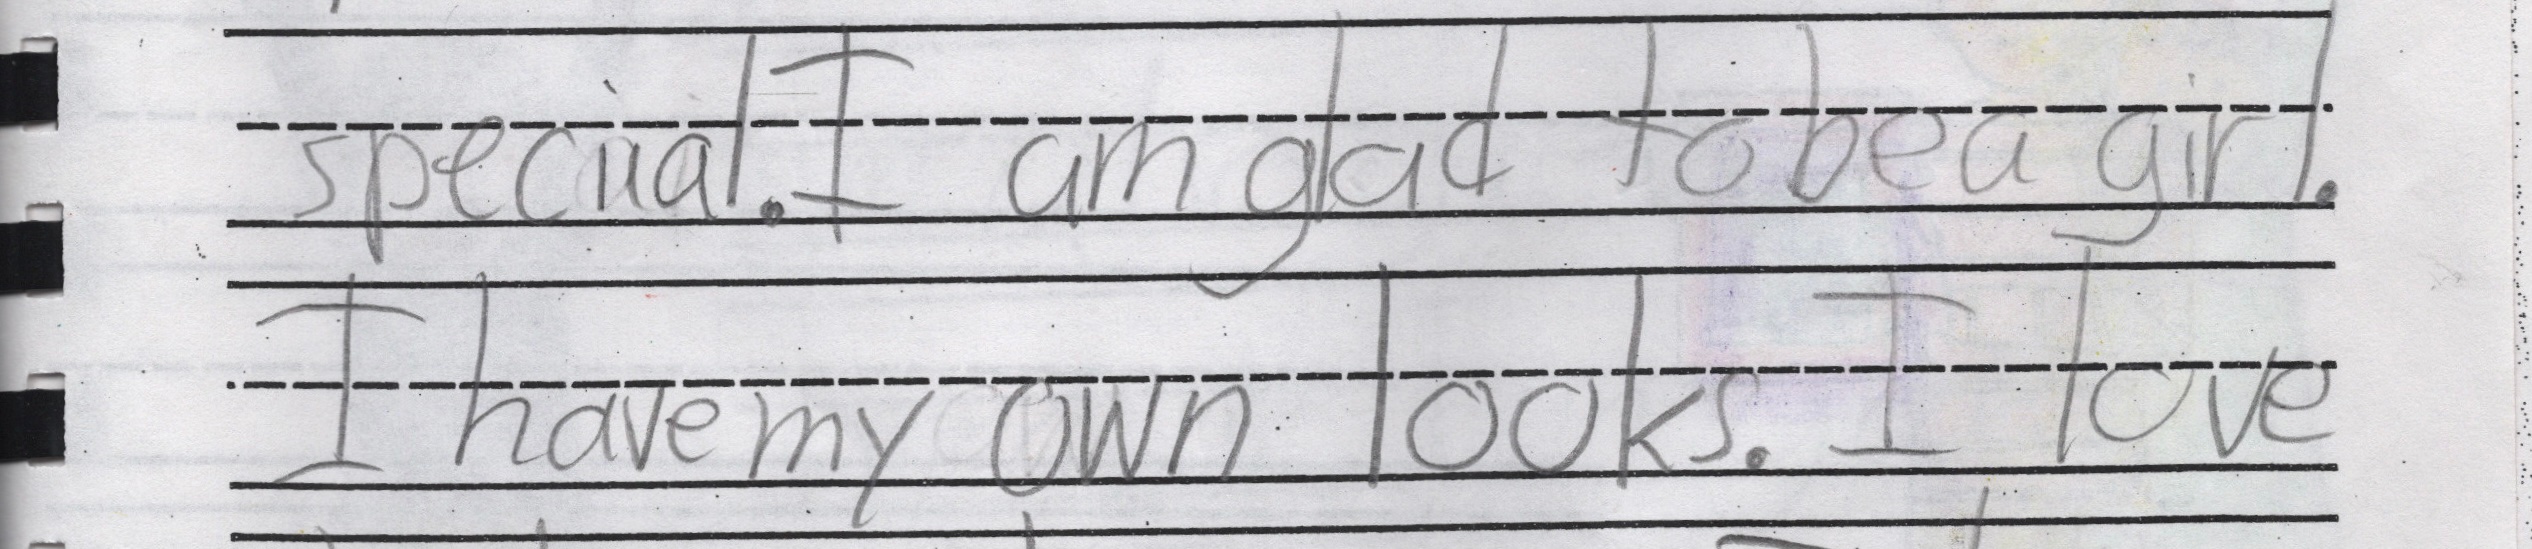 special. I am glad to be a girl.
I have my own looks. I love